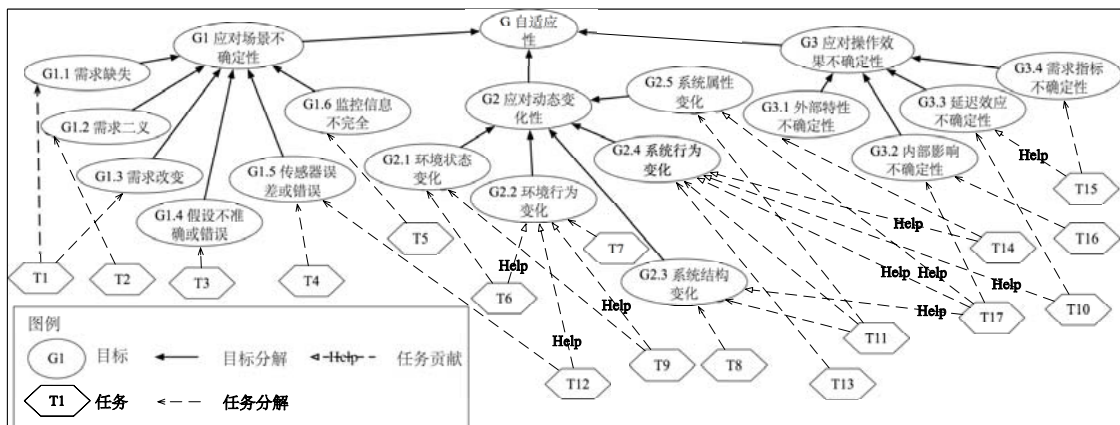 G 自适应
性
G1 应对场景不
确定性
G3 应对操作效
果不确定性
G1.1 需求缺失
G2.5 系统属性
变化
G3.4 需求指标
不确定性
G1.6 监控信息
不完全
G2 应对动态变
化性
G3.1 外部特性
不确定性
G3.3 延迟效应
不确定性
G1.2 需求二义
G2.1 环境状态
变化
G2.4 系统行为
变化
G3.2 内部影响
不确定性
Help
G1.3 需求改变
G1.5 传感器误
差或错误
G2.2 环境行为
变化
T15
G1.4 假设不准
确或错误
T5
T7
Help
T14
T16
T1
T2
T3
T4
T6
Help
G2.3 系统结构
变化
Help
Help
Help
Help
Help
Help
T17
T10
图例
G1
目标
目标分解
Help
任务贡献
T12
T9
T8
T11
T13
T1
任务
任务分解